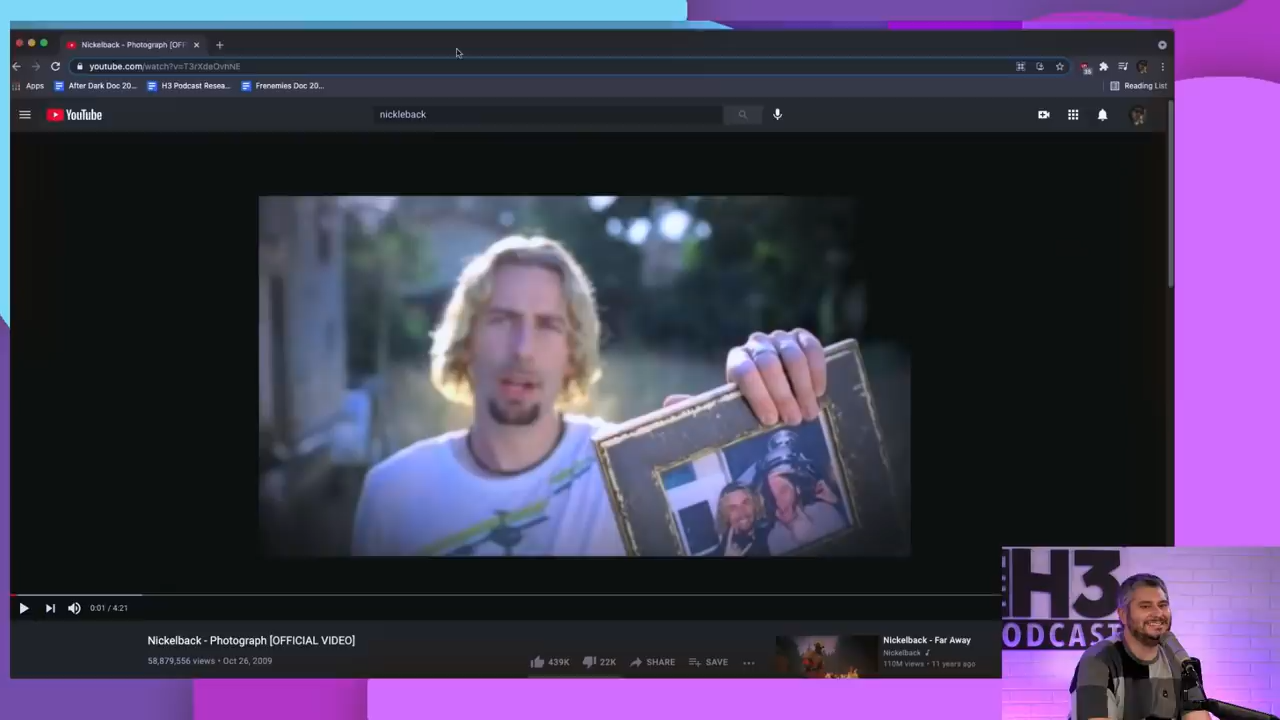 Nickelback - Photograph [OFF
youtube.com/watch?v=T3rXdeOvhNE
Apps
After Dark Doc 20...
H3 Podcast Resea...
Frenemies Doc 20...
Reading List
YouTube
nickleback
0:01 / 4:21
Nickelback - Photograph [OFFICIAL VIDEO]
58,879,556 views • Oct 26, 2009
439K
22K
SHARE
SAVE
Nickelback - Far Away
Nickelback
110M views • 11 years ago
H3
PODCAST